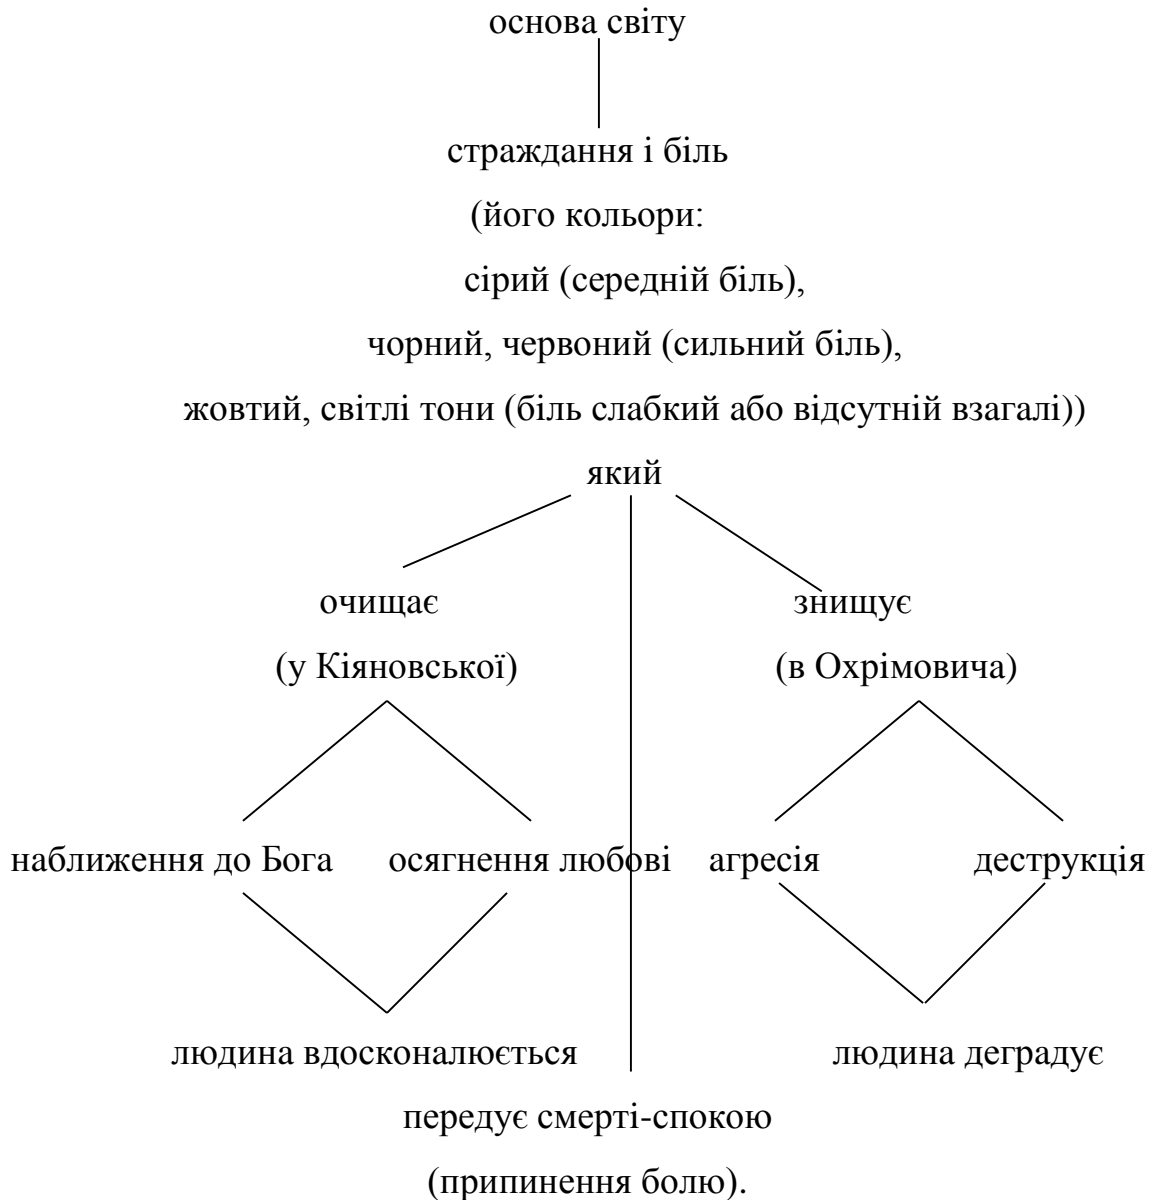 основа світу
страждання і біль
(його кольори:
сірий (середній біль),
чорний, червоний (сильний біль),
жовтий, світлі тони (біль слабкий або відсутній взагалі))
який
очищає знищує
(у Кіяновської) (в Охрімовича)
наближення до Бога осягнення любові агресія деструкція
людина вдосконалюється людина деградує
передує смерті-спокою
(припинення болю).